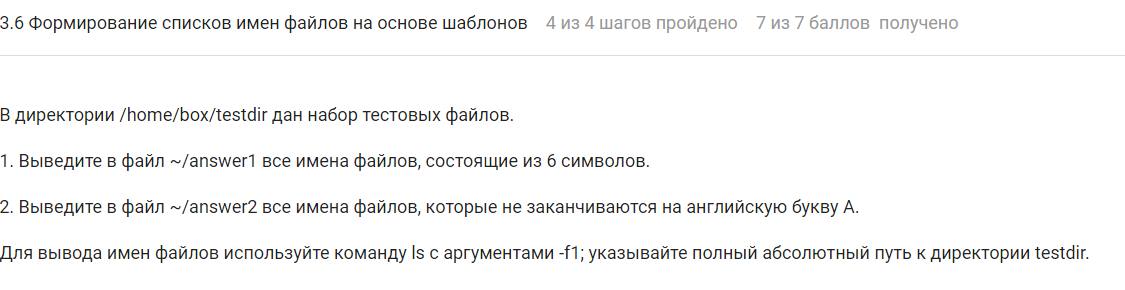 3.6 Формирование списков имен файлов на основе шаблонов 4 из 4 шагов пройдено 7 из 7 баллов получено
В директории /home/box/testdir дан набор тестовых файлов.
1. Выведите в файл ~/answer1 все имена файлов, состоящие из 6 символов.
2. Выведите в файл ~/answer2 все имена файлов, которые не заканчиваются на английскую букву A.
Для вывода имен файлов используйте команду ls с аргументами -f1; указывайте полный абсолютный путь к директории testdir.